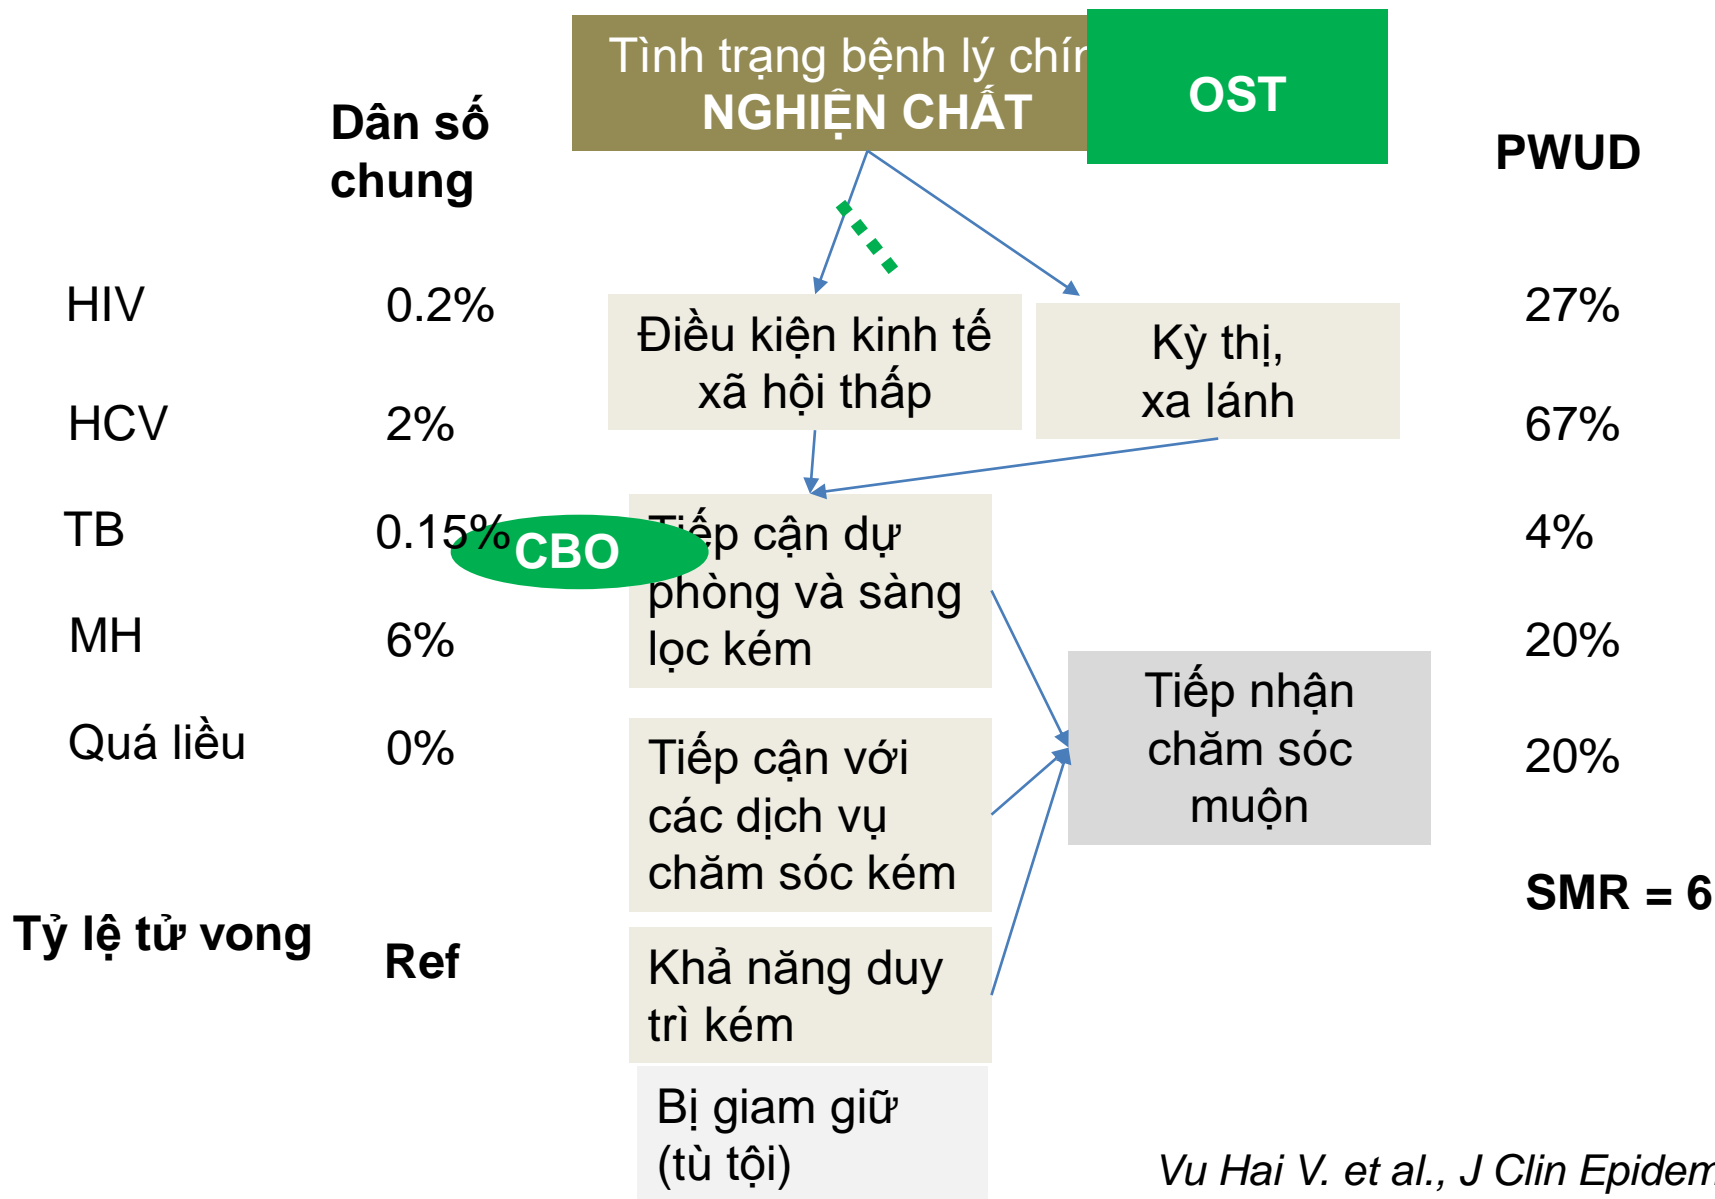 Tình trạng bệnh lý
NGHIỆN CHẤT
OST
Dân số
chung
PWUD
HIV
0.2%
Điều kiện kinh tế
xã hội thấp
Kỳ thị,
xa lánh
27%
HCV
2%
67%
TB
0.15%
CBO
cận dự
phòng và sàng
lọc kém
4%
MH
6%
20%
Tiếp nhận
chăm sóc
muộn
Quá liều
0%
Tiếp cận với
các dịch vụ
chăm sóc kém
20%
SMR = 6
Tỷ lệ tử vong
Ref
Khả năng duy
trì kém
Bị giam giữ
(tù tội)
Vu Hai V. et al., J Clin Epidem